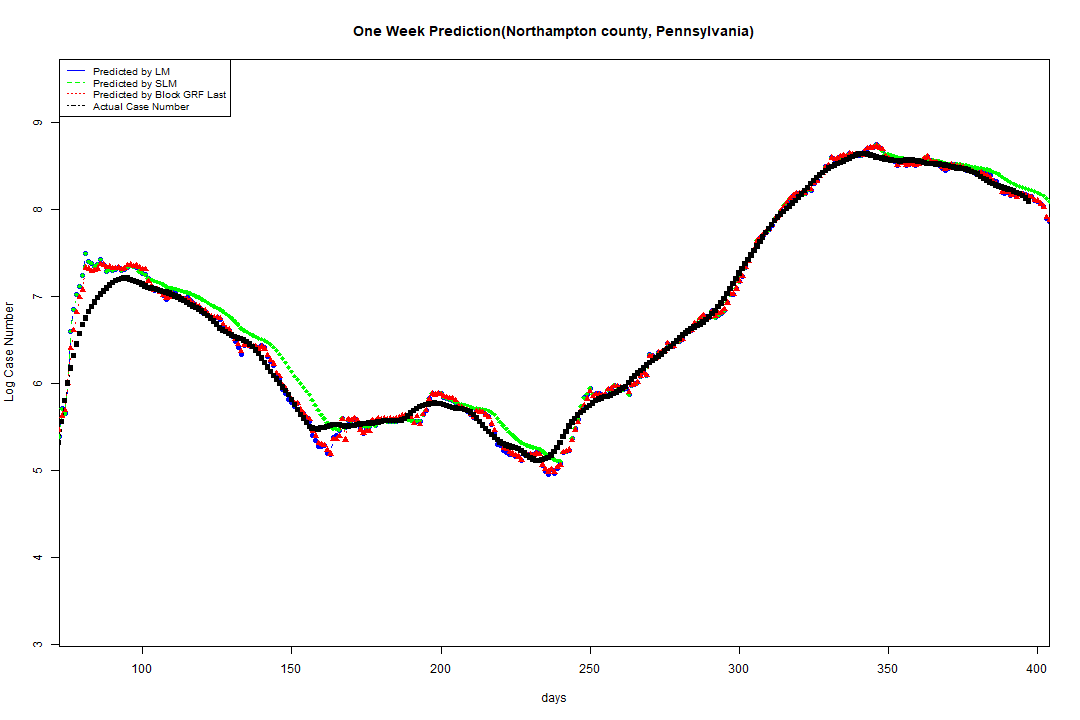 One Week Prediction(Northampton county, Pennsylvania)
Predicted by LM
Predicted by SLM
Predicted by Block GRF Last
Actual Case Number
9
8
7
6
5
4
3
Log Case Number
100 150 200 250 300 350 400
days